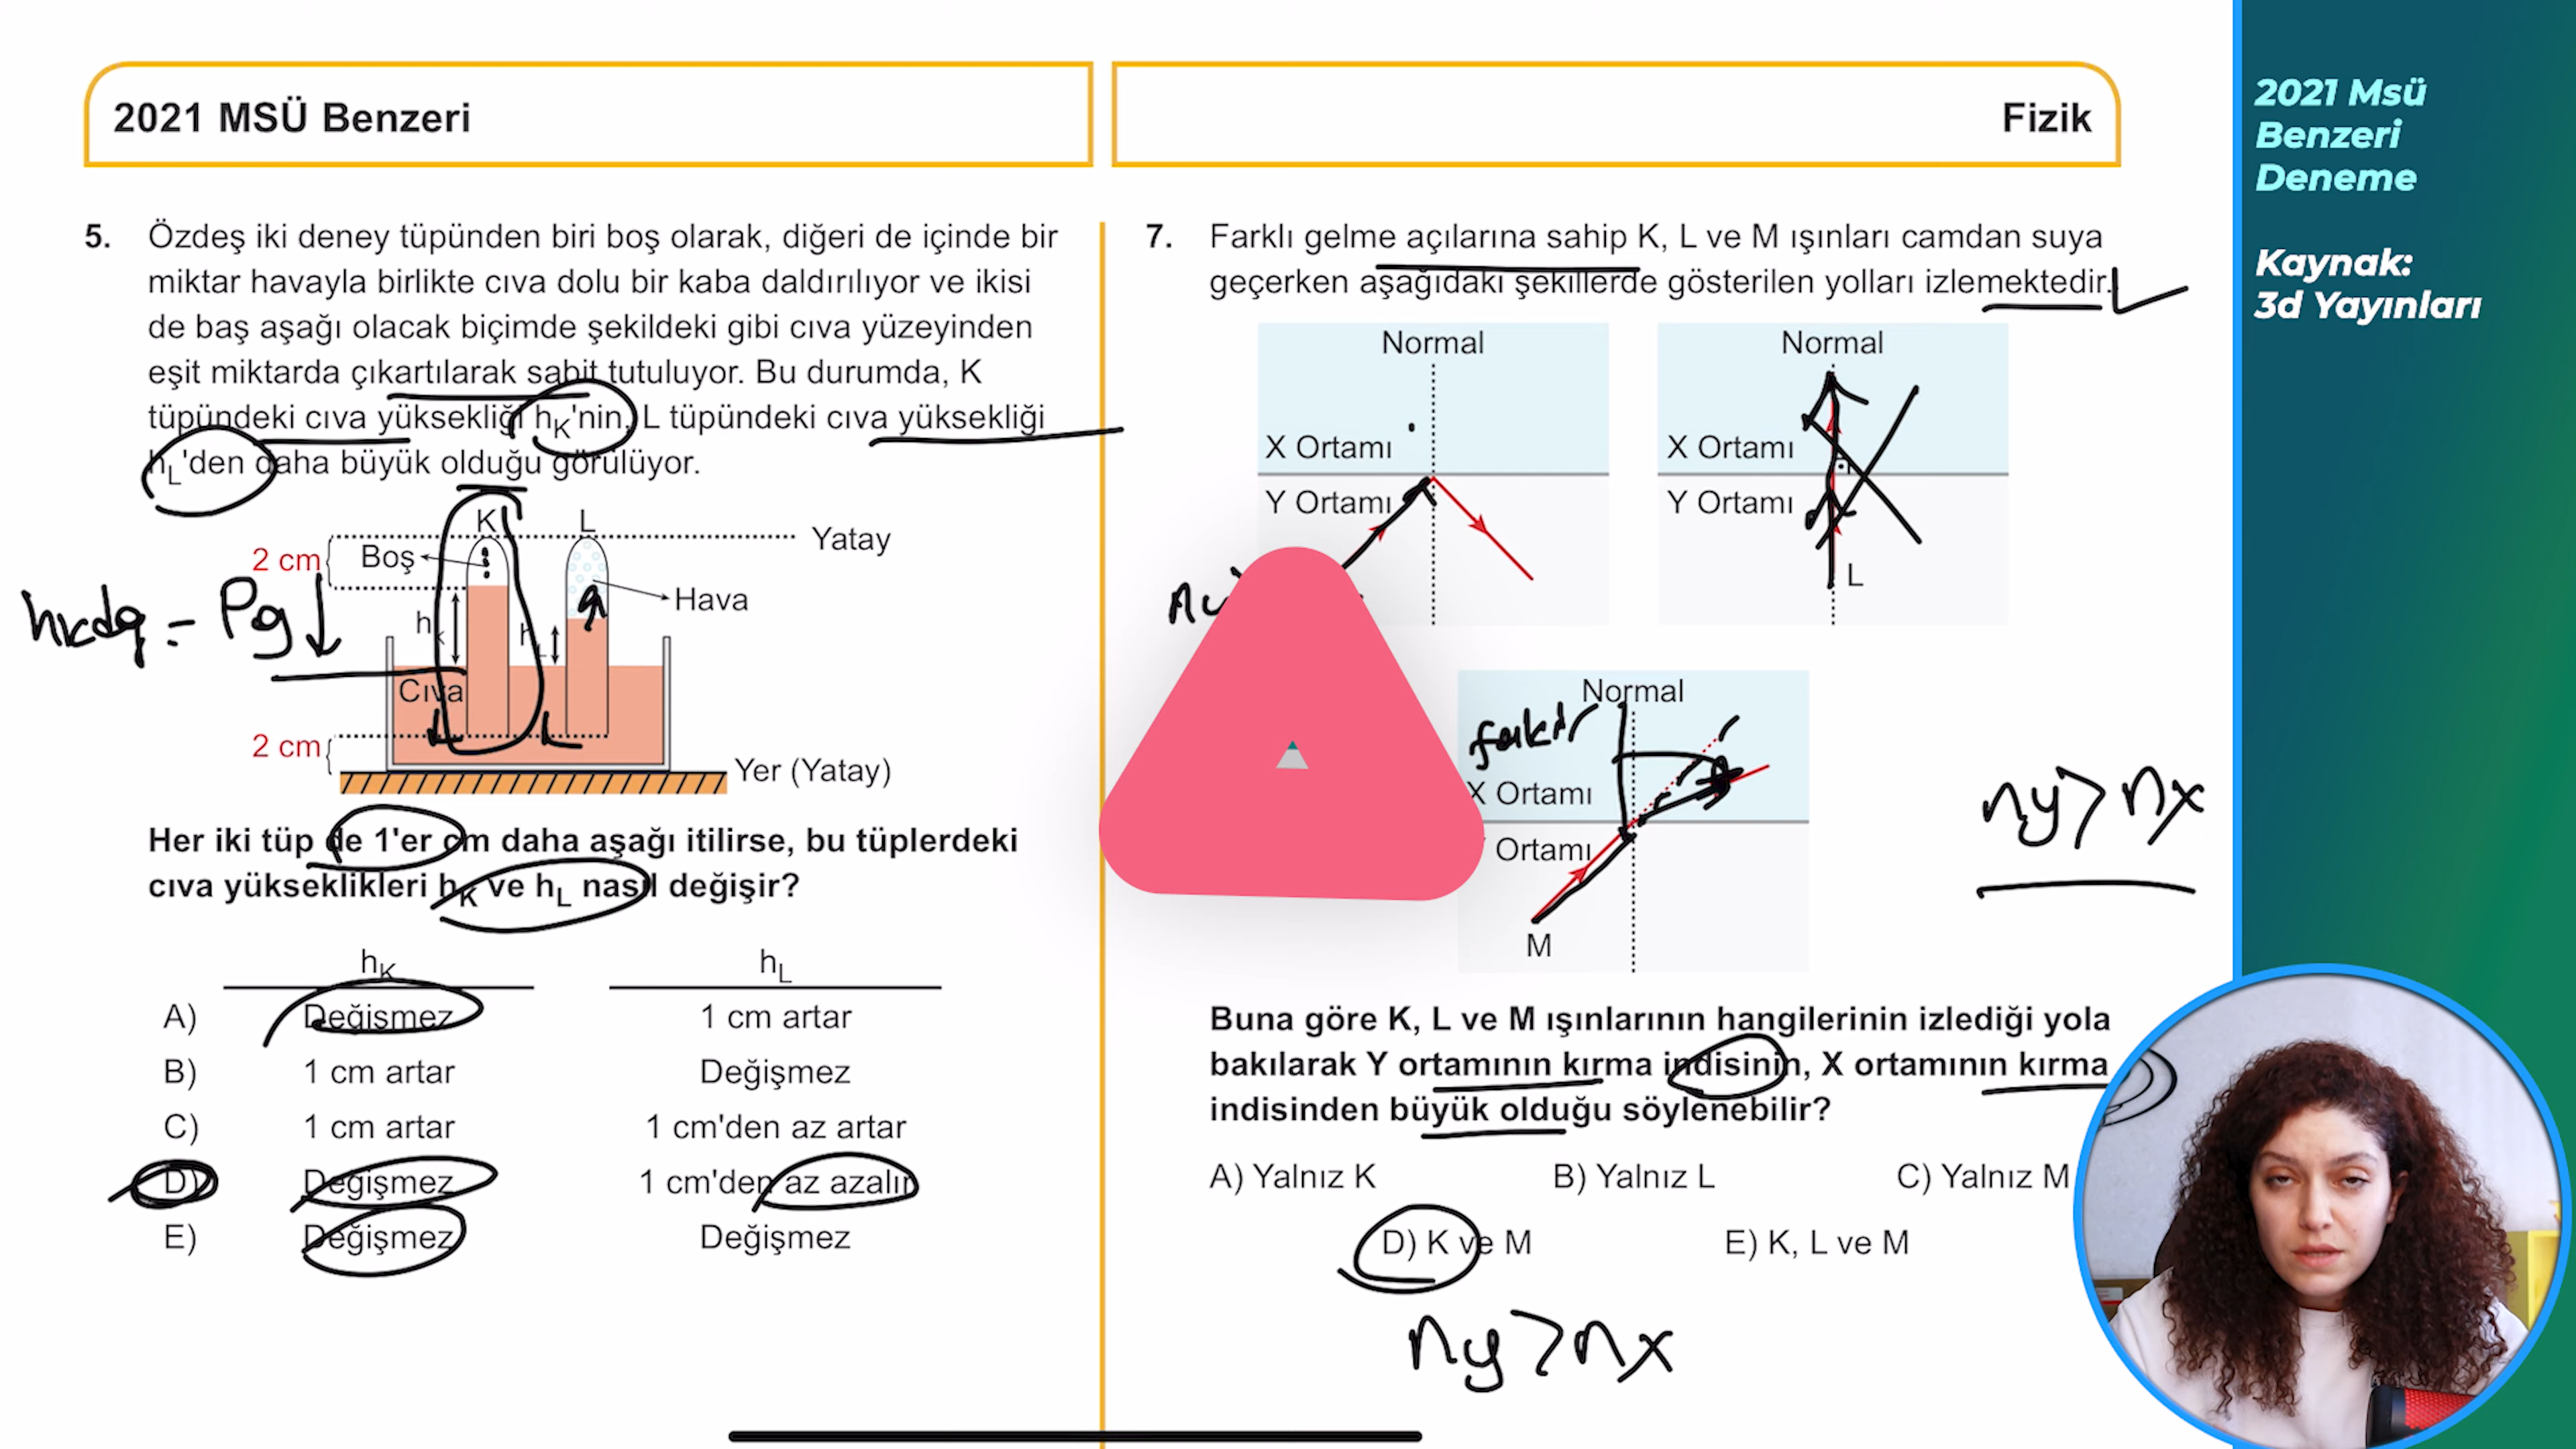 2021 MSÜ Benzeri
Fizik
2021 Msü
Benzeri
Deneme
Kaynak:
3d Yayınları
5. Özdeş iki deney tüpünden biri boş olarak, diğeri de içinde bir
miktar havayla birlikte cıva dolu bir kaba daldırılıyor ve ikisi
de baş aşağı olacak biçimde şekildeki gibi cıva yüzeyinden
eşit miktarda çıkartılarak sabit tutuluyor. Bu durumda, K
tüpündeki cıva yüksekliği hK'nin, L tüpündeki cıva yüksekliği
hL'den daha büyük olduğu görülüyor.
K L
Yatay
2 cm
Boş
Hava
hkdg = Pg
h
h
Cıva
2 cm
Yer (Yatay)
Her iki tüp de 1'er cm daha aşağı itilirse, bu tüplerdeki
cıva yükseklikleri hK ve hL nasıl değişir?
hK hL
A) Değişmez 1 cm artar
B) 1 cm artar Değişmez
C) 1 cm artar 1 cm'den az artar
D) Değişmez 1 cm'den az azalır
E) Değişmez Değişmez
7. Farklı gelme açılarına sahip K, L ve M ışınları camdan suya
geçerken aşağıdaki şekillerde gösterilen yolları izlemektedir.
Normal
X Ortamı
Y Ortamı
Normal
X Ortamı
Y Ortamı
L
Normal
X Ortamı
Ortamı
M
ny > nx
Buna göre K, L ve M ışınlarının hangilerinin izlediği yola
bakılarak Y ortamının kırma indisinin, X ortamının kırma
indisinden büyük olduğu söylenebilir?
A) Yalnız K B) Yalnız L C) Yalnız M
D) K ve M E) K, L ve M
ny > nx